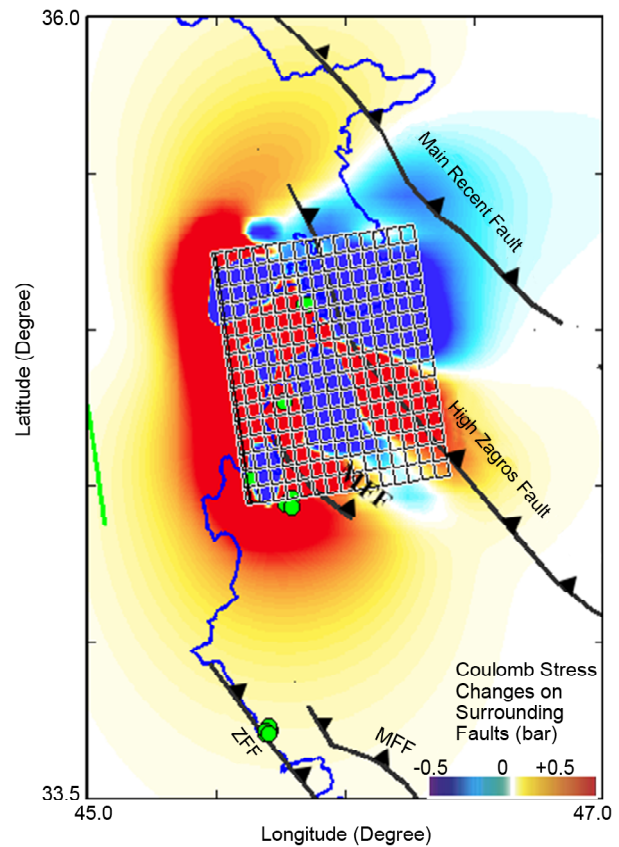 36.0
Main Recent Fault
Latitude (Degree)
High Zagros Fault
MFF
Coulomb Stress
Changes on
Surrounding
Faults (bar)
ZFF
MFF
-0.5 0 +0.5
33.5
45.0 47.0
Longitude (Degree)